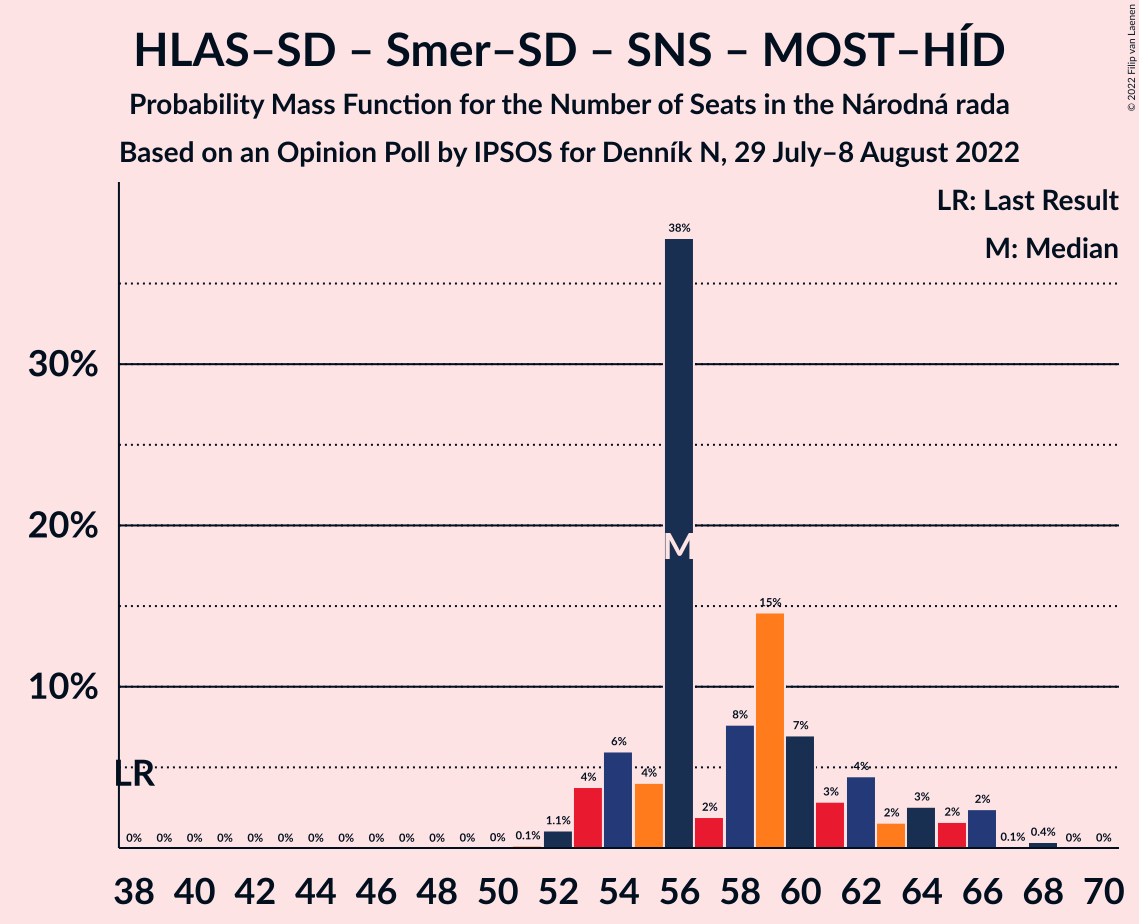 HLAS–SD – Smer–SD – SNS – MOST–HÍD
Probability Mass Function for the Number of Seats in the Národná rada
Based on an Opinion Poll by IPSOS for Denník N, 29 July–8 August 2022
© 2022 Filip van Laenen
LR: Last Result
M: Median
30%
20%
10%
LR
M
0% 0% 0% 0% 0% 0% 0% 0% 0% 0% 0% 0% 0% 0.1% 1.1% 4% 6% 4% 38% 2% 8% 15% 7% 3% 4% 2% 3% 2% 2% 0.1% 0.4% 0% 0%
38 40 42 44 46 48 50 52 54 56 58 60 62 64 66 68 70